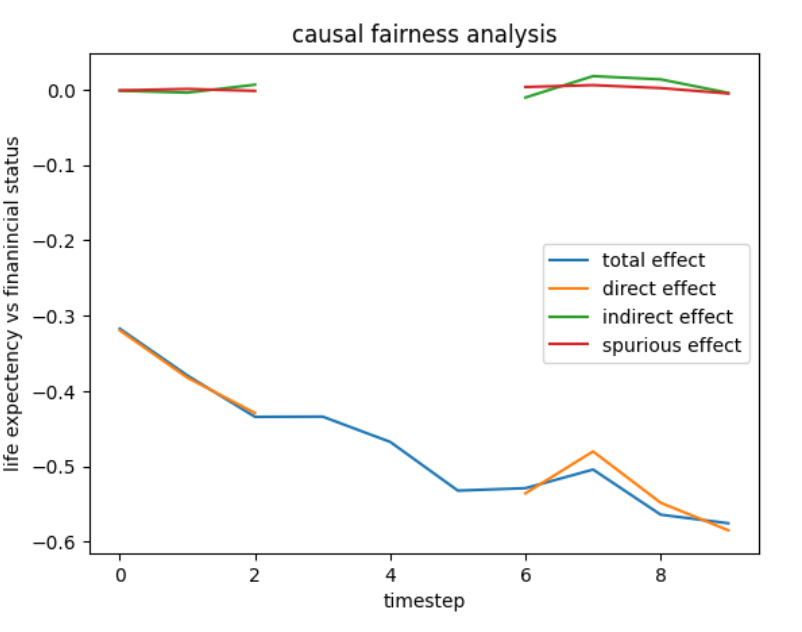 causal fairness analysis
life expectency vs finanincial status
0.0
−0.1
−0.2
−0.3
−0.4
−0.5
−0.6
total effect
direct effect
indirect effect
spurious effect
0 2 4 6 8
timestep